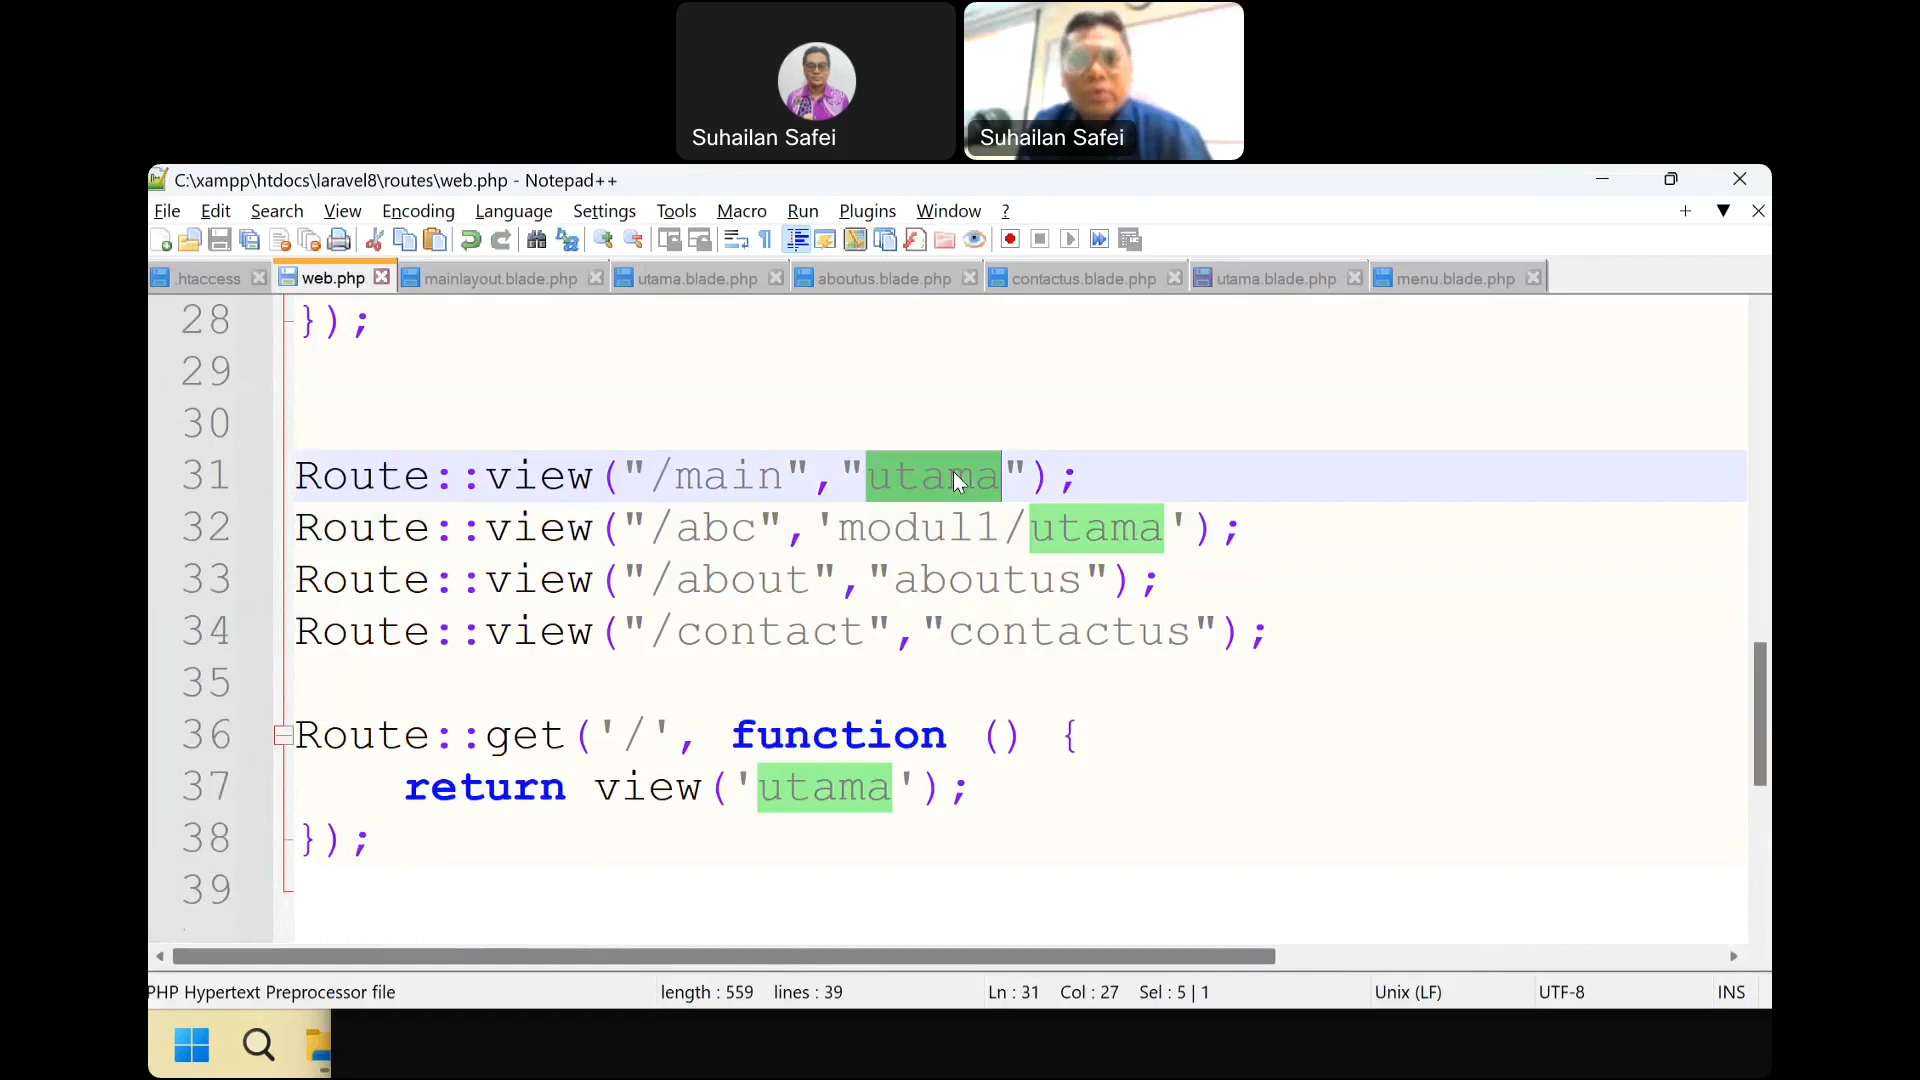 Suhailan Safei
Suhailan Safei
C:\xampp\htdocs\laravel8\routes\web.php - Notepad++
File Edit Search View Encoding Language Settings Tools Macro Run Plugins Window ?
.htaccess web.php mainlayout.blade.php utama.blade.php aboutus.blade.php contactus.blade.php utama.blade.php menu.blade.php
28 });
29
30
31 Route::view("/main","utama");
32 Route::view("/abc",'modul1/utama');
33 Route::view("/about","aboutus");
34 Route::view("/contact","contactus");
35
36 Route::get('/', function () {
37 return view('utama');
38 });
39
PHP Hypertext Preprocessor file length : 559 lines : 39 Ln : 31 Col : 27 Sel : 5 | 1 Unix (LF) UTF-8 INS